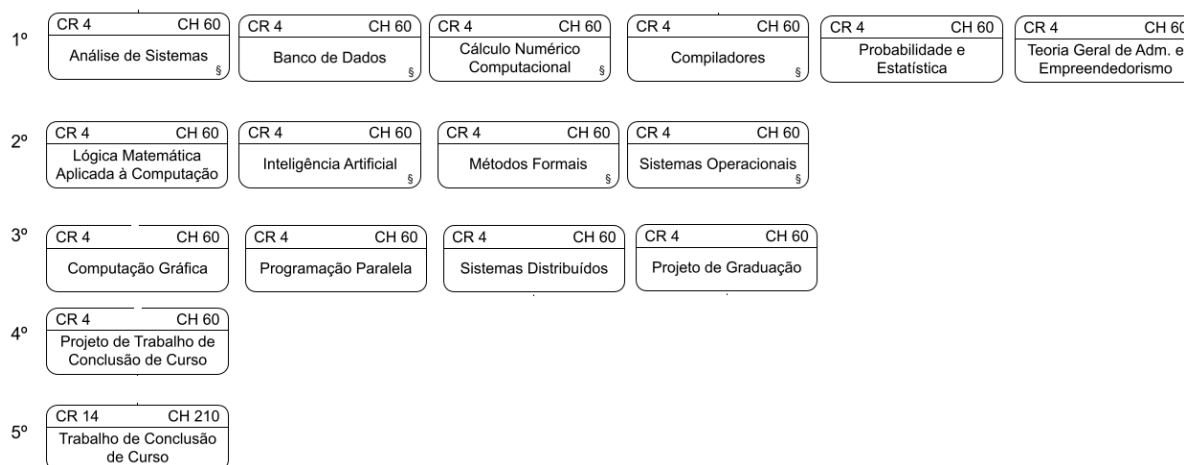 1º
CR 4 CH 60
Análise de Sistemas
§
CR 4 CH 60
Banco de Dados
§
CR 4 CH 60
Cálculo Numérico
Computacional
§
CR 4 CH 60
Compiladores
§
CR 4 CH 60
Probabilidade e
Estatística
CR 4 CH 60
Teoria Geral de Adm. e
Empreendedorismo
2º
CR 4 CH 60
Lógica Matemática
Aplicada à Computação
CR 4 CH 60
Inteligência Artificial
§
CR 4 CH 60
Métodos Formais
§
CR 4 CH 60
Sistemas Operacionais
§
3º
CR 4 CH 60
Computação Gráfica
CR 4 CH 60
Programação Paralela
CR 4 CH 60
Sistemas Distribuídos
CR 4 CH 60
Projeto de Graduação
4º
CR 4 CH 60
Projeto de Trabalho de
Conclusão de Curso
5º
CR 14 CH 210
Trabalho de Conclusão
de Curso